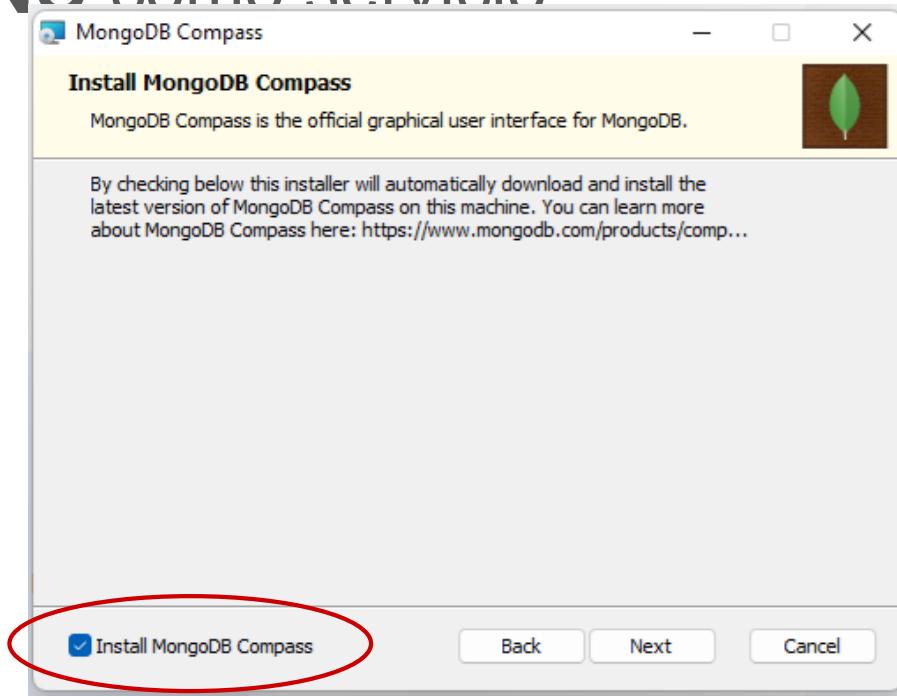 como servicio
MongoDB Compass
Install MongoDB Compass
MongoDB Compass is the official graphical user interface for MongoDB.
By checking below this installer will automatically download and install the
latest version of MongoDB Compass on this machine. You can learn more
about MongoDB Compass here: https://www.mongodb.com/products/comp...
Install MongoDB Compass
Back
Next
Cancel